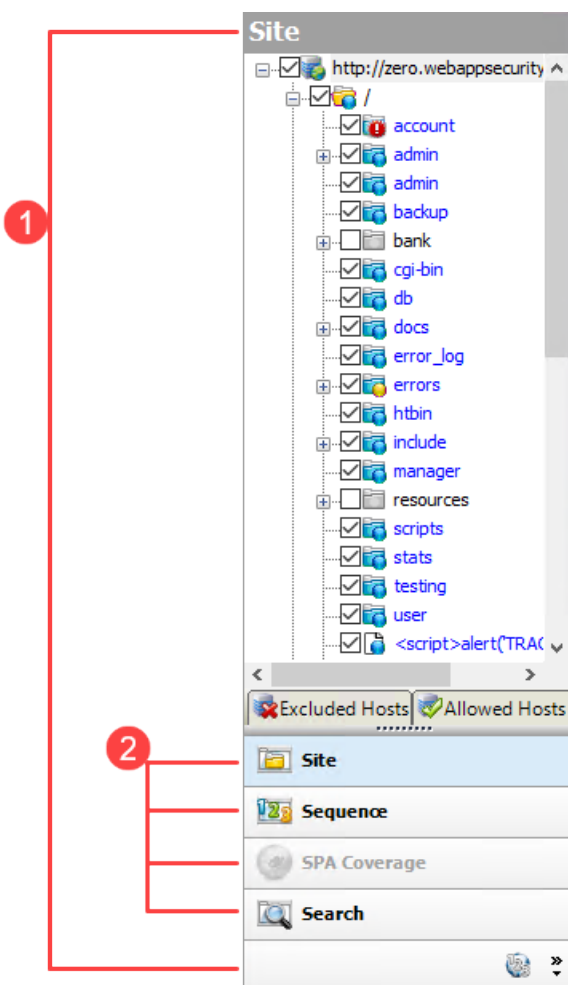 Site
http://zero.webappsecurity
/
account
admin
admin
backup
bank
cgi-bin
db
docs
error_log
errors
htbin
include
manager
resources
scripts
stats
testing
user
<script>alert('TRAC
Excluded Hosts Allowed Hosts
Site
Sequence
SPA Coverage
Search
1
2